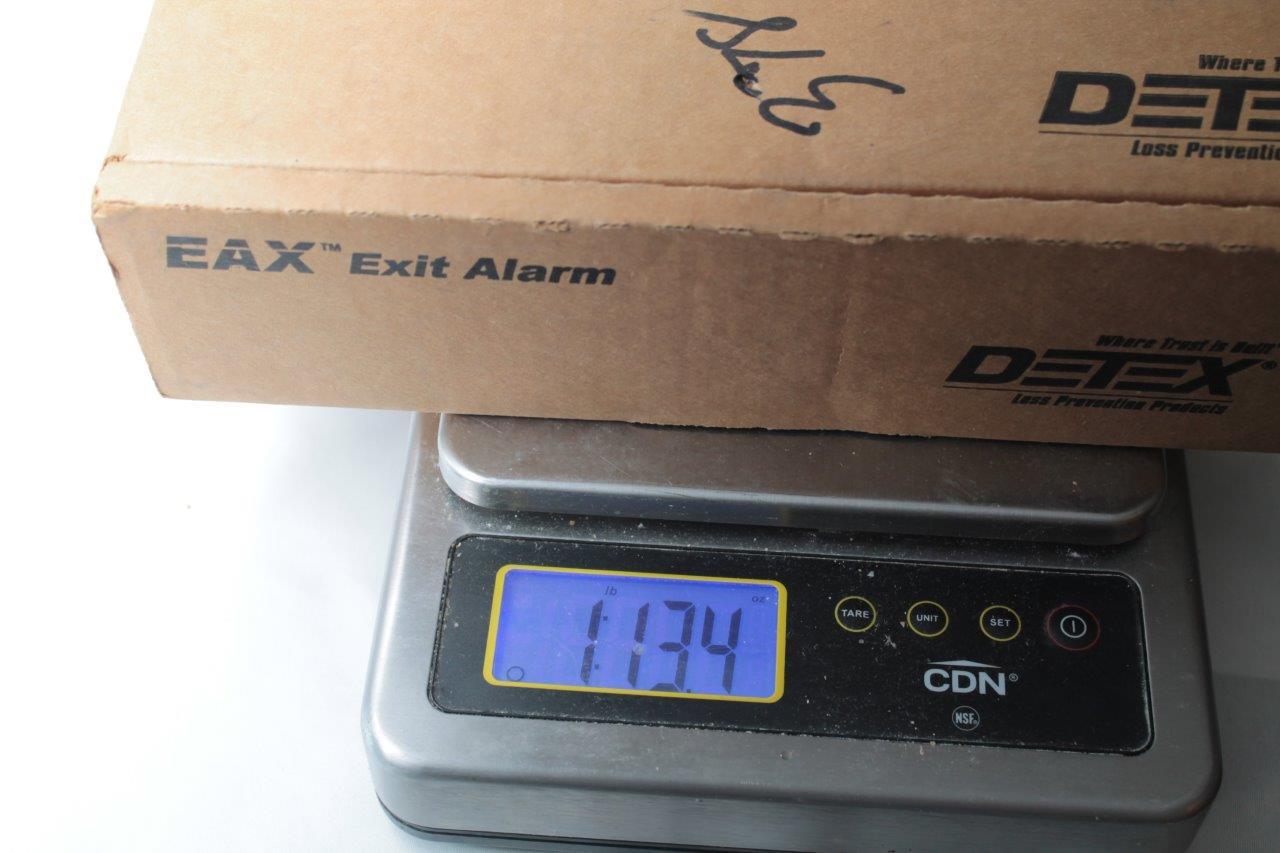 Where
DETE
Loss Preventi
EAX™ Exit Alarm
Where Trust is Built
DETEX®
Loss Prevention Products
lb oz
1:13.4
TARE UNIT SET
CDN®
NSF®